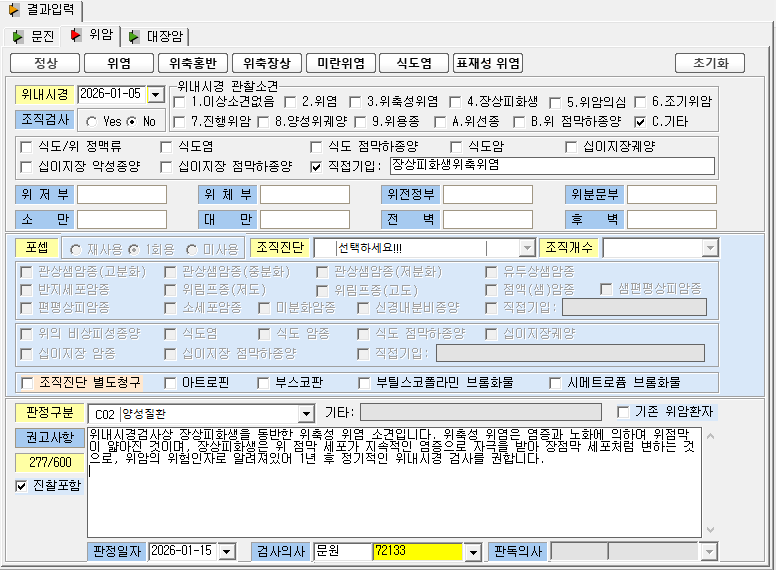 결과입력
문진 위암 대장암
정상 위염 위축홍반 위축장상 미란위염 식도염 표재성 위염 초기화
위내시경 2026-01-05 위내시경 관찰소견
1.이상소견없음 2.위염 3.위축성위염 4.장상피화생 5.위암의심 6.조기위암
조직검사 Yes No 7.진행위암 8.양성위궤양 9.위용종 A.위선종 B.위 점막하종양 C.기타
식도/위 정맥류 식도염 식도 점막하종양 식도암 십이지장궤양
십이지장 악성종양 십이지장 점막하종양 직접기입: 장상피화생위축위염
위 저 부 위 체 부 위전정부 위분문부
소 만 대 만 전 벽 후 벽
포셉 재사용 1회용 미사용 조직진단 선택하세요!!! 조직개수
관상샘암종(고분화) 관상샘암종(중분화) 관상샘암종(저분화) 유두상샘암종
반지세포암종 위림프종(저도) 위림프종(고도) 점액(샘)암종 샘편평상피암종
편평상피암종 소세포암종 미분화암종 신경내분비종양 직접기입:
위의 비상피성종양 식도염 식도 암종 식도 점막하종양 십이지장궤양
십이지장 암종 십이지장 점막하종양 직접기입:
조직진단 별도청구 아트로핀 부스코판 부틸스코폴라민 브롬화물 시메트로퓸 브롬화물
판정구분 C02 양성질환 기타: 기존 위암환자
권고사항 위내시경검사상 장상피화생을 동반한 위축성 위염 소견입니다. 위축성 위염은 염증과 노화에 의하여 위점막
이 얇아진 것이며, 장상피화생은 위 점막 세포가 지속적인 염증으로 자극을 받아 장점막 세포처럼 변하는 것
277/600 으로, 위암의 위험인자로 알려져있어 1년 후 정기적인 위내시경 검사를 권합니다.
진찰포함
판정일자 2026-01-15 검사의사 문원 72133 판독의사